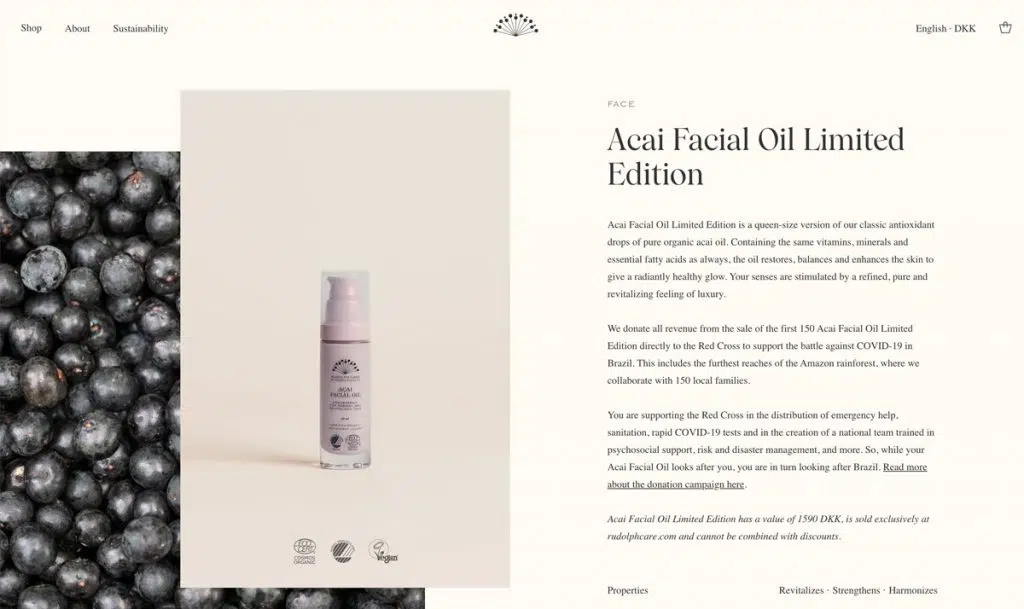 Shop
About
Sustainability
English · DKK
FACE
Acai Facial Oil Limited
Edition
Acai Facial Oil Limited Edition is a queen-size version of our classic antioxidant
drops of pure organic acai oil. Containing the same vitamins, minerals and
essential fatty acids as always, the oil restores, balances and enhances the skin to
give a radiantly healthy glow. Your senses are stimulated by a refined, pure and
revitalizing feeling of luxury.
We donate all revenue from the sale of the first 150 Acai Facial Oil Limited
Edition directly to the Red Cross to support the battle against COVID-19 in
Brazil. This includes the furthest reaches of the Amazon rainforest, where we
collaborate with 150 local families.
You are supporting the Red Cross in the distribution of emergency help,
sanitation, rapid COVID-19 tests and in the creation of a national team trained in
psychosocial support, risk and disaster management, and more. So, while your
Acai Facial Oil looks after you, you are in turn looking after Brazil. Read more
about the donation campaign here.
Acai Facial Oil Limited Edition has a value of 1590 DKK, is sold exclusively at
rudolphcare.com and cannot be combined with discounts.
Properties
Revitalizes · Strengthens · Harmonizes
ACAI
FACIAL OIL
ECO
CERT
COSMOS
ORGANIC
Vegan